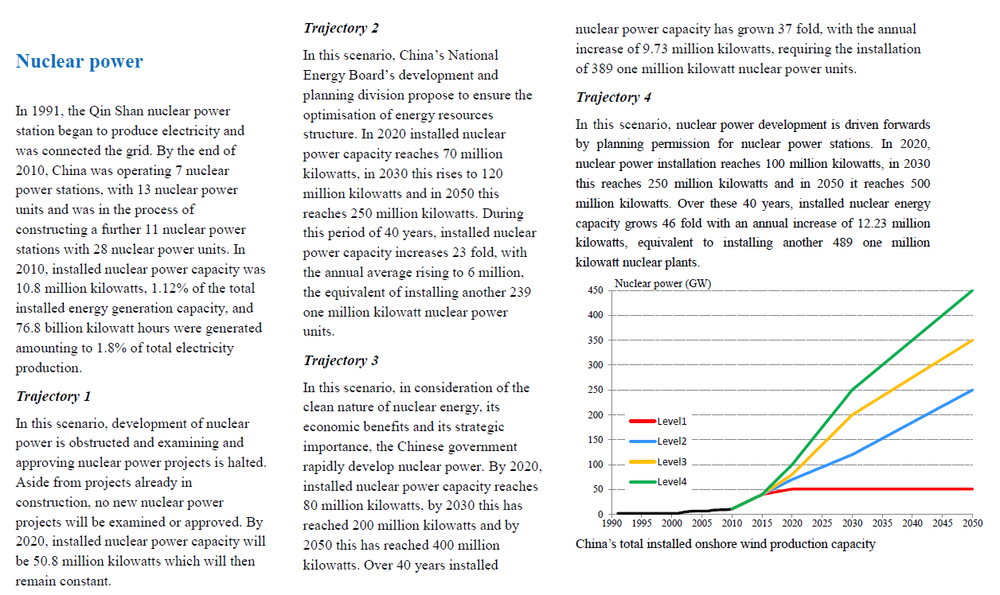 Nuclear power
In 1991, the Qin Shan nuclear power
station began to produce electricity and
was connected the grid. By the end of
2010, China was operating 7 nuclear
power stations, with 13 nuclear power
units and was in the process of
constructing a further 11 nuclear power
stations with 28 nuclear power units. In
2010, installed nuclear power capacity was
10.8 million kilowatts, 1.12% of the total
installed energy generation capacity, and
76.8 billion kilowatt hours were generated
amounting to 1.8% of total electricity
production.
Trajectory 1
In this scenario, development of nuclear
power is obstructed and examining and
approving nuclear power projects is halted.
Aside from projects already in
construction, no new nuclear power
projects will be examined or approved. By
2020, installed nuclear power capacity will
be 50.8 million kilowatts which will then
remain constant.
Trajectory 2
In this scenario, China's National
Energy Board's development and
planning division propose to ensure the
optimisation of energy resources
structure. In 2020 installed nuclear
power capacity reaches 70 million
kilowatts, in 2030 this rises to 120
million kilowatts and in 2050 this
reaches 250 million kilowatts. During
this period of 40 years, installed nuclear
power capacity increases 23 fold, with
the annual average rising to 6 million,
the equivalent of installing another 239
one million kilowatt nuclear power
units.
Trajectory 3
In this scenario, in consideration of the
clean nature of nuclear energy, its
economic benefits and its strategic
importance, the Chinese government
rapidly develop nuclear power. By 2020,
installed nuclear power capacity reaches
80 million kilowatts, by 2030 this has
reached 200 million kilowatts and by
2050 this has reached 400 million
kilowatts. Over 40 years installed
nuclear power capacity has grown 37 fold, with the annual
increase of 9.73 million kilowatts, requiring the installation
of 389 one million kilowatt nuclear power units.
Trajectory 4
In this scenario, nuclear power development is driven forwards
by planning permission for nuclear power stations. In 2020,
nuclear power installation reaches 100 million kilowatts, in 2030
this reaches 250 million kilowatts and in 2050 it reaches 500
million kilowatts. Over these 40 years, installed nuclear energy
capacity grows 46 fold with an annual increase of 12.23 million
kilowatts, equivalent to installing another 489 one million
kilowatt nuclear plants.
Nuclear power (GW)
450
400
350
300
250
200
150
100
50
0
Level1
Level2
Level3
Level4
1990 1995 2000 2005 2010 2015 2020 2025 2030 2035 2040 2045 2050
China's total installed onshore wind production capacity